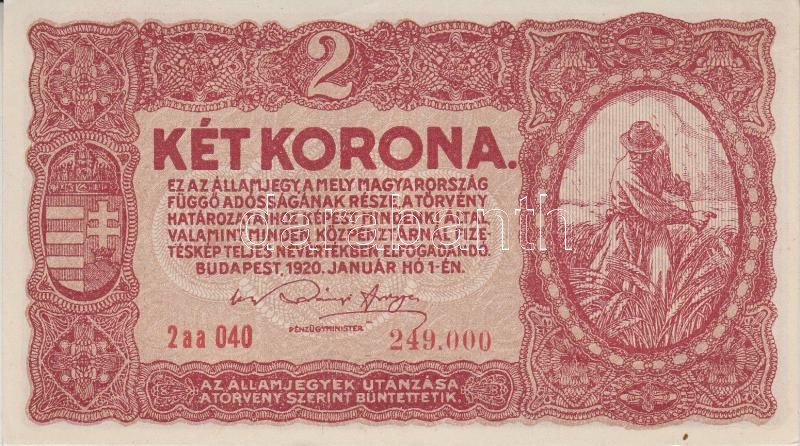 2
KÉT KORONA.
EZ AZ ÁLLAMJEGY, A MELY MAGYARORSZÁG
FÜGGŐ ADÓSSÁGÁNAK RÉSZE, A TÖRVÉNY
HATÁROZATAIHOZ KÉPEST MINDENKI ÁLTAL
VALAMINT MINDEN KÖZPÉNZTÁRNÁL FIZE-
TÉSKÉP TELJES NÉVÉRTÉKBEN ELFOGADANDÓ.
BUDAPEST, 1920. JANUÁR HÓ 1-ÉN.
PÉNZÜGYMINISTER
2aa 040 249.000
AZ ÁLLAMJEGYEK UTÁNZÁSA
A TÖRVÉNY SZERINT BÜNTETTETIK.